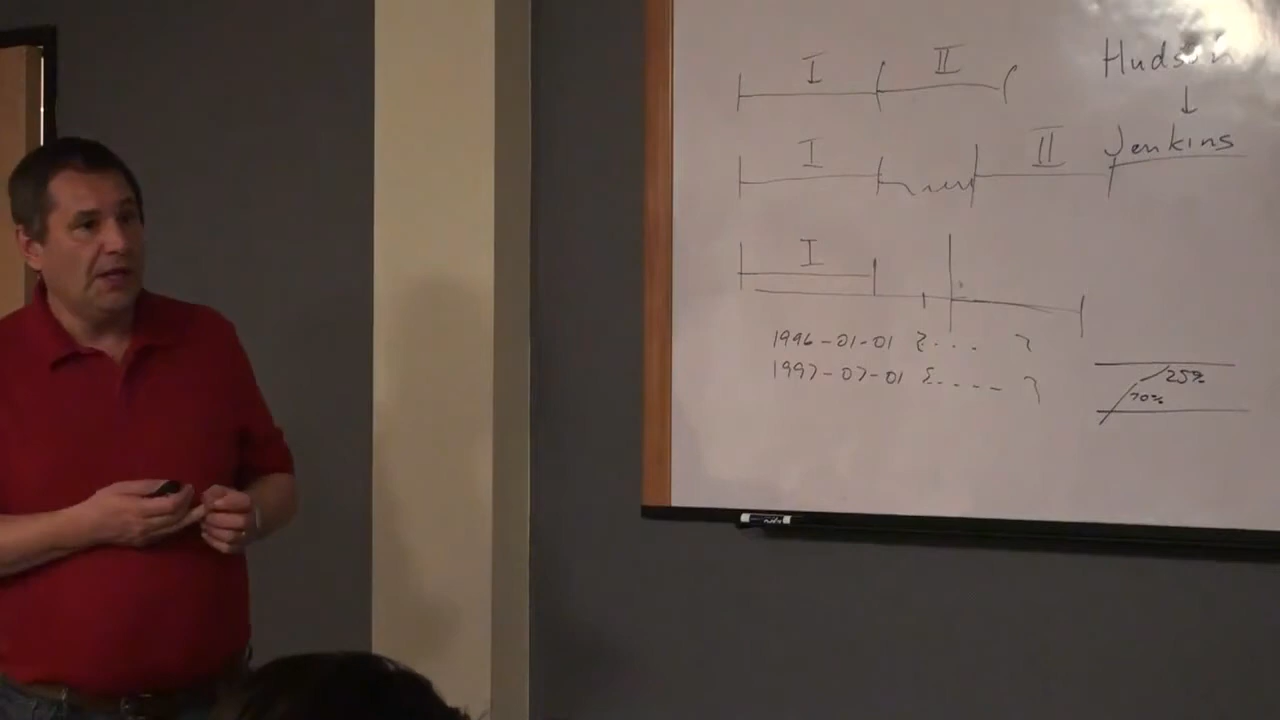 I II
Hudson
I II
Jenkins
I
1996-01-01 {... }
1997-07-01 {..... }
25%
70%